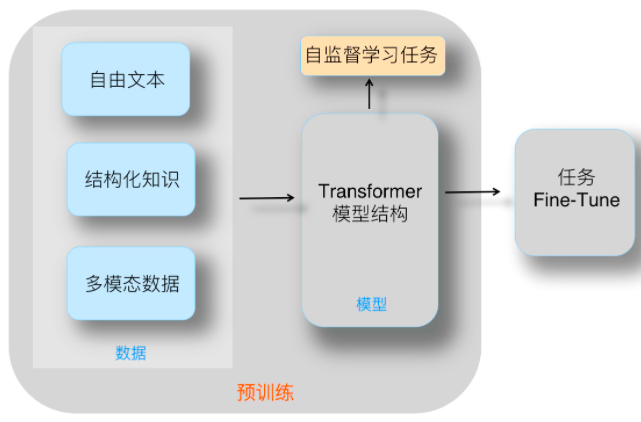 自由文本
结构化知识
多模态数据
数据
自监督学习任务
Transformer
模型结构
模型
任务
Fine-Tune
预训练